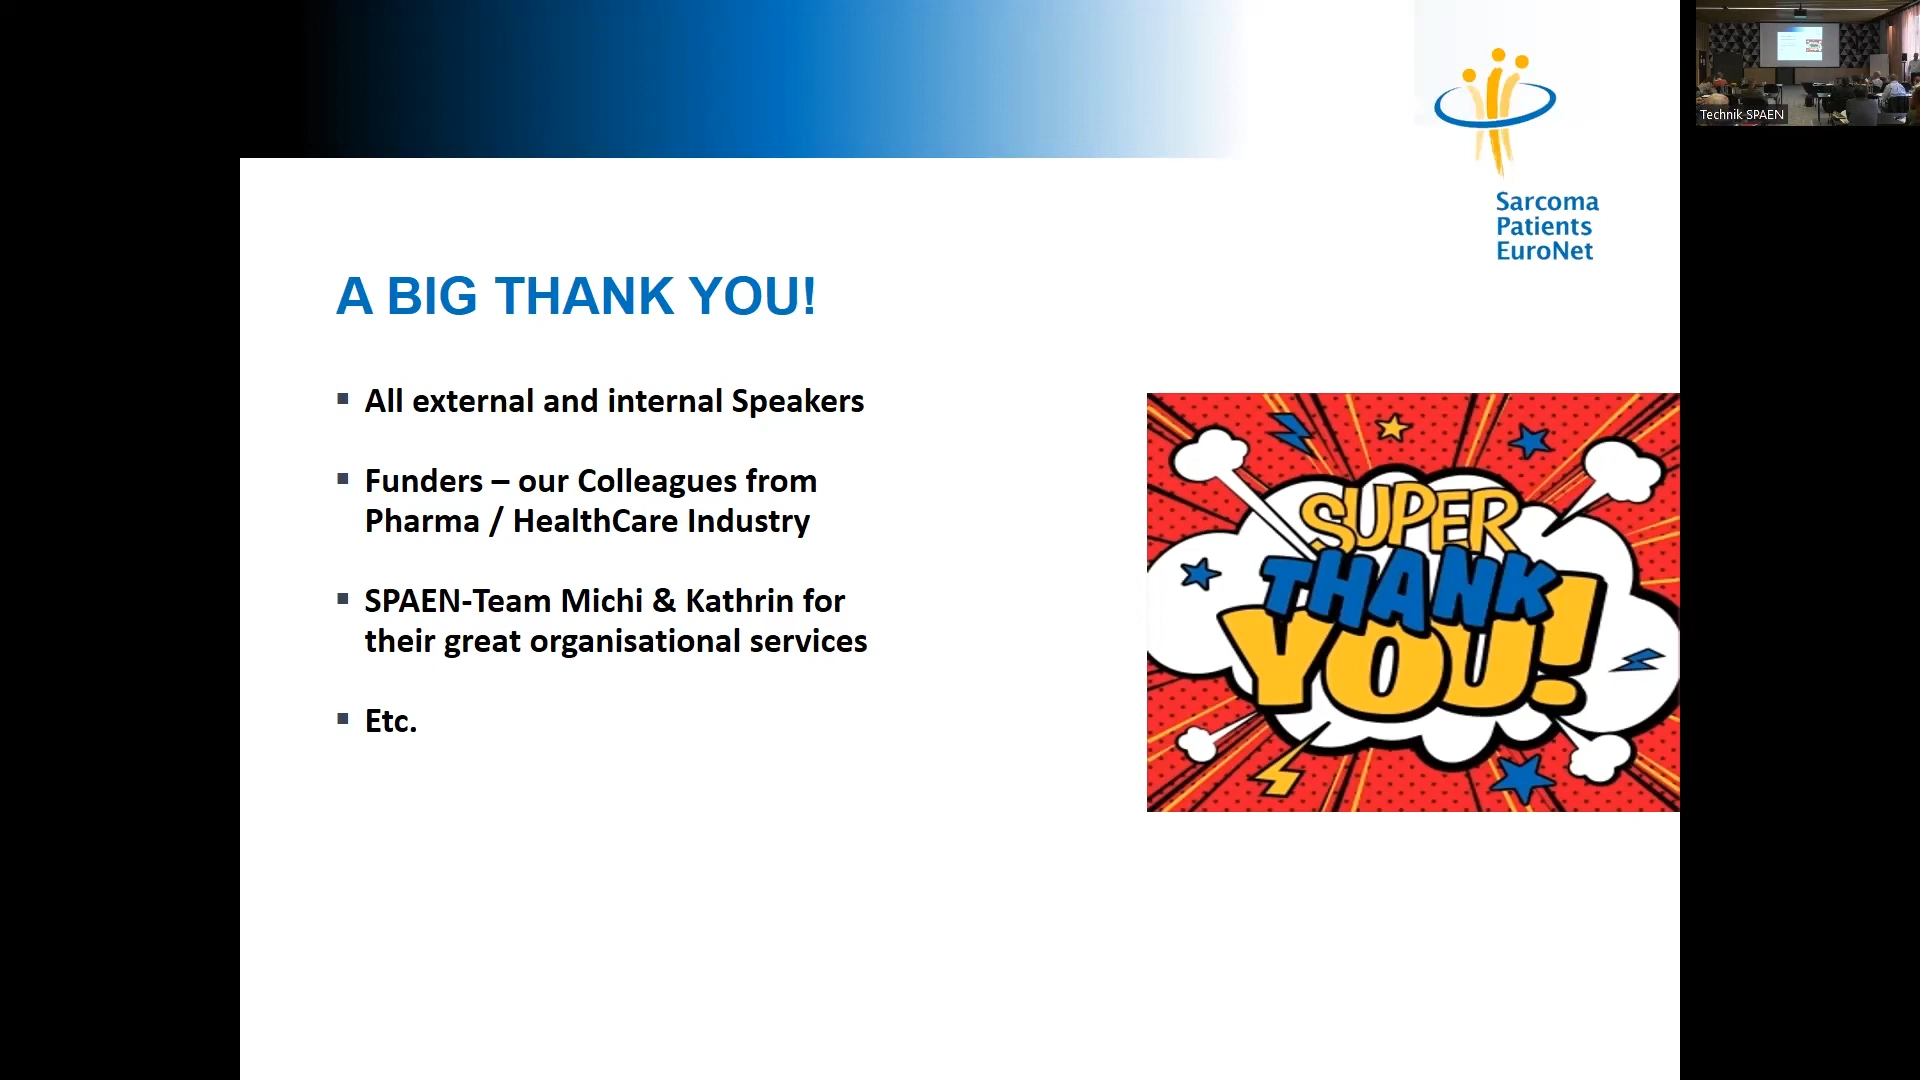 Technik SPAEN
Sarcoma
Patients
EuroNet
A BIG THANK YOU!
All external and internal Speakers
Funders – our Colleagues from
Pharma / HealthCare Industry
SPAEN-Team Michi & Kathrin for
their great organisational services
Etc.
SUPER
THANK
YOU!